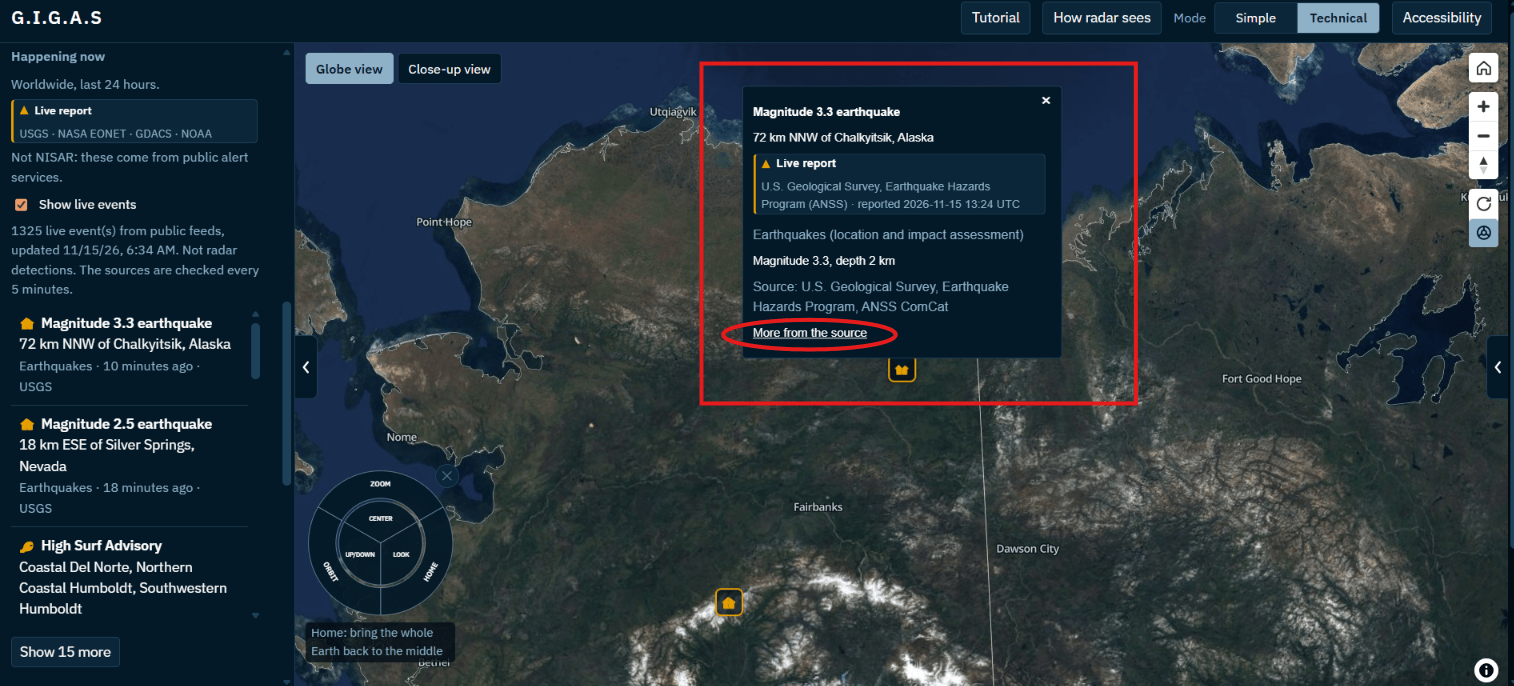 G.I.G.A.S
Tutorial
How radar sees
Mode
Simple
Technical
Accessibility
Happening now
Worldwide, last 24 hours.
Live report
USGS · NASA EONET · GDACS · NOAA
Not NISAR: these come from public alert
services.
Show live events
1325 live event(s) from public feeds,
updated 11/15/26, 6:34 AM. Not radar
detections. The sources are checked every
5 minutes.
Magnitude 3.3 earthquake
72 km NNW of Chalkyitsik, Alaska
Earthquakes · 10 minutes ago ·
USGS
Magnitude 2.5 earthquake
18 km ESE of Silver Springs,
Nevada
Earthquakes · 18 minutes ago ·
USGS
High Surf Advisory
Coastal Del Norte, Northern
Coastal Humboldt, Southwestern
Humboldt
Show 15 more
Globe view
Close-up view
Utqiagvik
Point Hope
Nome
Fairbanks
Dawson City
Fort Good Hope
Bethel
Magnitude 3.3 earthquake
72 km NNW of Chalkyitsik, Alaska
Live report
U.S. Geological Survey, Earthquake Hazards
Program (ANSS) · reported 2026-11-15 13:24 UTC
Earthquakes (location and impact assessment)
Magnitude 3.3, depth 2 km
Source: U.S. Geological Survey, Earthquake
Hazards Program, ANSS ComCat
More from the source
ZOOM
CENTER
UP/DOWN
LOOK
ORBIT
HOME
Home: bring the whole
Earth back to the middle